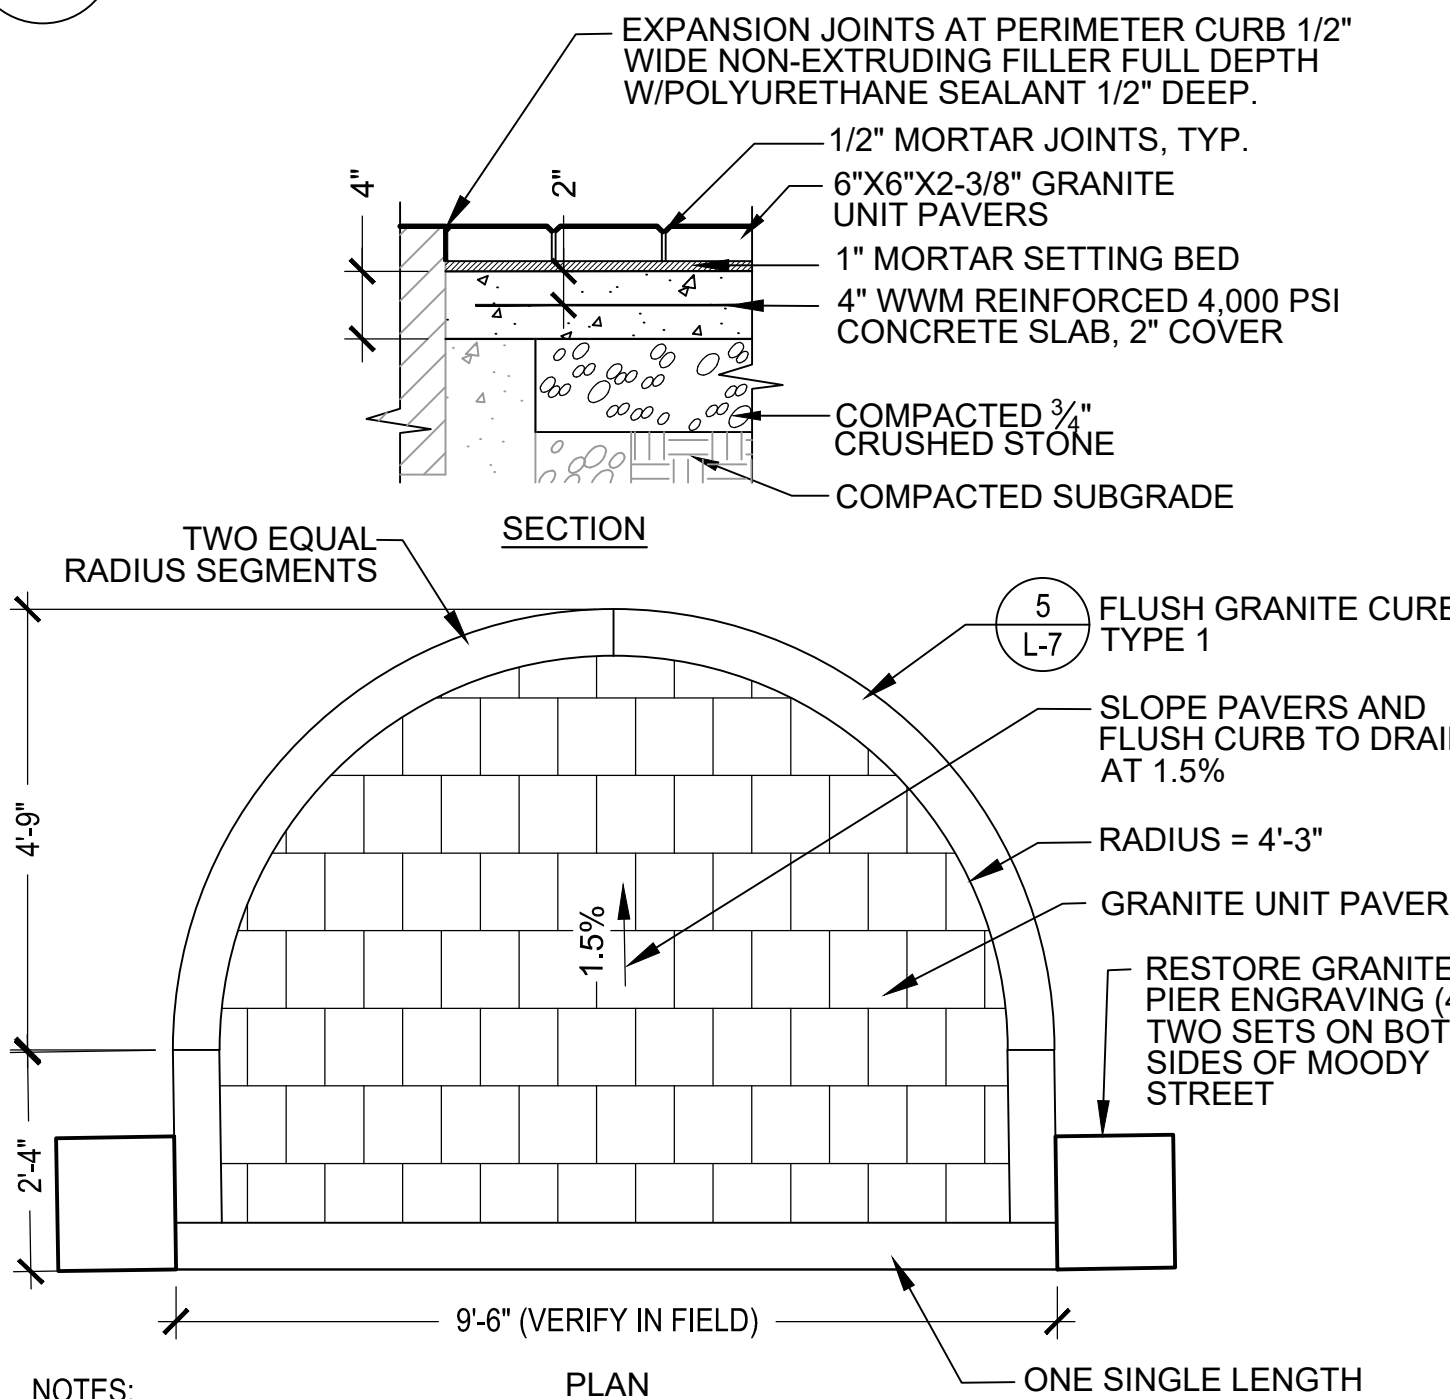 EXPANSION JOINTS AT PERIMETER CURB 1/2"
WIDE NON-EXTRUDING FILLER FULL DEPTH
W/POLYURETHANE SEALANT 1/2" DEEP.
1/2" MORTAR JOINTS, TYP.
6"X6"X2-3/8" GRANITE
UNIT PAVERS
1" MORTAR SETTING BED
4" WWM REINFORCED 4,000 PSI
CONCRETE SLAB, 2" COVER
COMPACTED ¾"
CRUSHED STONE
COMPACTED SUBGRADE
4"
2"
SECTION
TWO EQUAL
RADIUS SEGMENTS
5
L-7
FLUSH GRANITE CURB
TYPE 1
SLOPE PAVERS AND
FLUSH CURB TO DRAI
AT 1.5%
RADIUS = 4'-3"
GRANITE UNIT PAVER
RESTORE GRANITE
PIER ENGRAVING (4
TWO SETS ON BOT
SIDES OF MOODY
STREET
4'-9"
1.5%
2'-4"
9'-6" (VERIFY IN FIELD)
ONE SINGLE LENGTH
PLAN
NOTES: